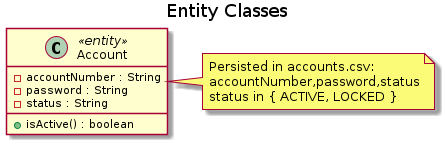 Entity Classes
C «entity»
Account
accountNumber : String
password : String
status : String
isActive() : boolean
Persisted in accounts.csv:
accountNumber,password,status
status in { ACTIVE, LOCKED }